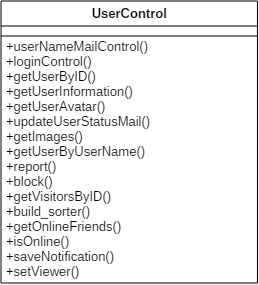 UserControl
+userNameMailControl()
+loginControl()
+getUserByID()
+getUserInformation()
+getUserAvatar()
+updateUserStatusMail()
+getImages()
+getUserByUserName()
+report()
+block()
+getVisitorsByID()
+build_sorter()
+getOnlineFriends()
+isOnline()
+saveNotification()
+setViewer()